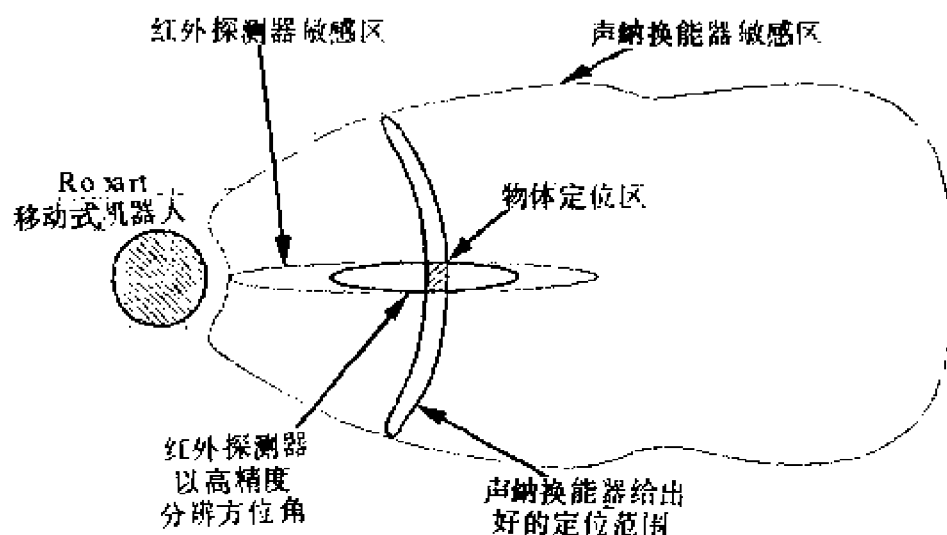 红外探测器敏感区
声纳换能器敏感区
移动式机器人
物体定位区
红外探测器
以高精度
分辨方位角
声纳换能器给出
好的定位范围